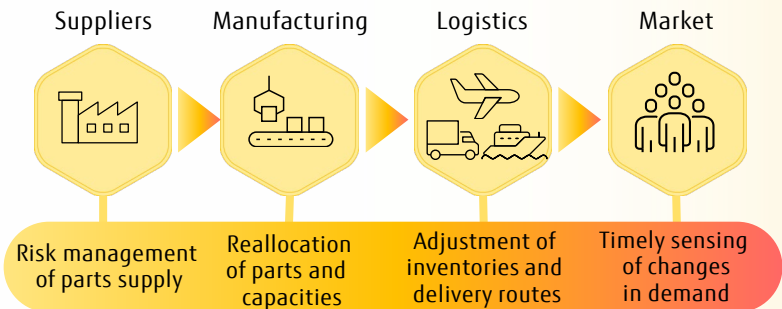 Suppliers
Manufacturing
Logistics
Market
Risk management
of parts supply
Reallocation
of parts and
capacities
Adjustment of
inventories and
delivery routes
Timely sensing
of changes
in demand